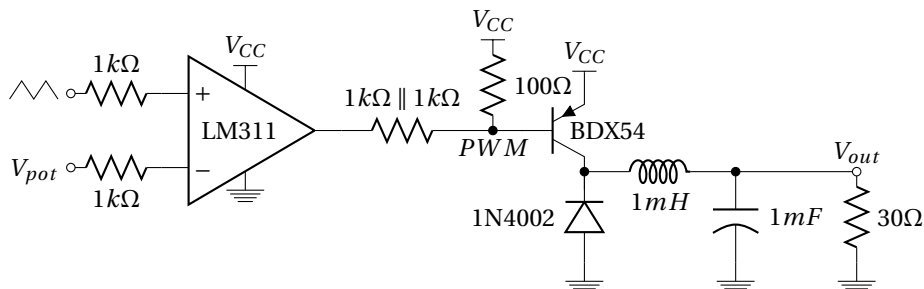 V_CC
V_CC
V_CC
1kΩ
100Ω
1kΩ ∥ 1kΩ
+
LM311
BDX54
PWM
V_pot
−
V_out
1kΩ
1mH
1N4002
1mF
30Ω